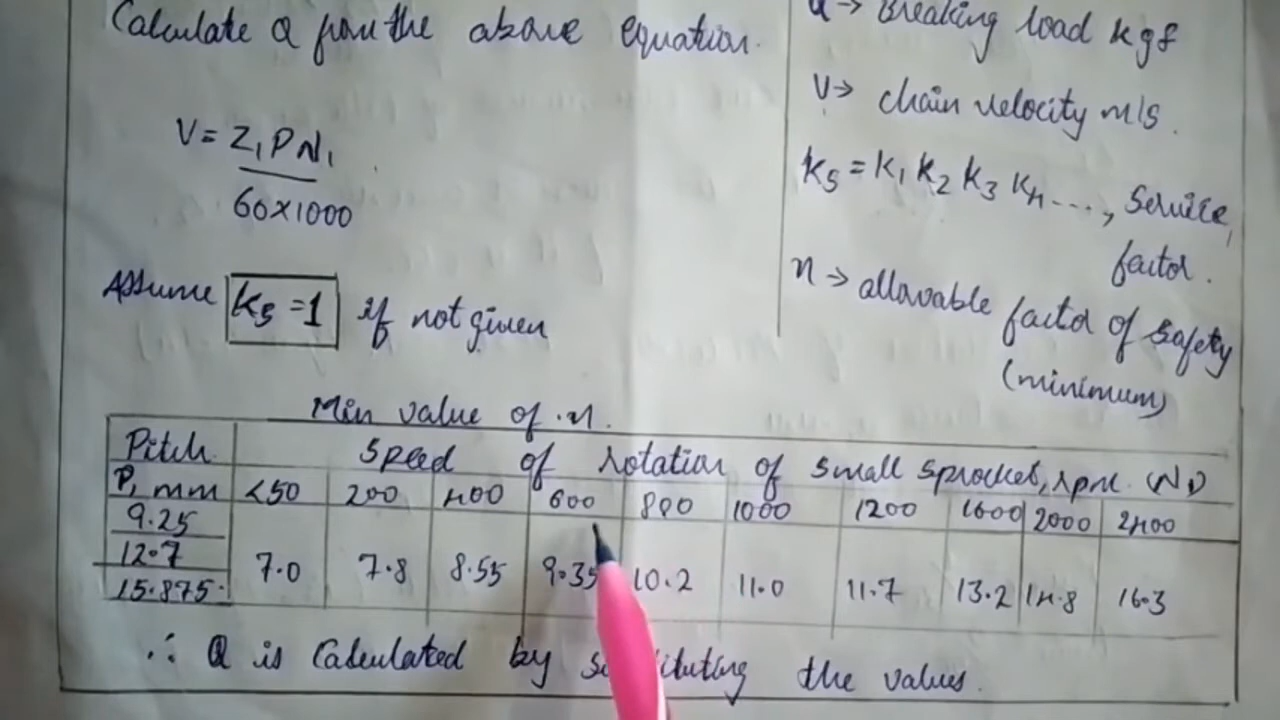 Calculate Q from the above equation.
V = Z₁PN₁
60×1000
Assume Ks = 1 if not given
Q → Breaking load kgf
V → chain velocity m/s.
Ks = K₁ K₂ K₃ K₄ ...., Service
factor.
n → allowable factor of safety
(minimum)
Min value of n.
Pitch Speed of rotation of small sprocket, rpm. (N₁)
P, mm <50 200 400 600 800 1000 1200 1600 2000 2400
9.25
12.7 7.0 7.8 8.55 9.35 10.2 11.0 11.7 13.2 14.8 16.3
15.875
∴ Q is Calculated by the values.